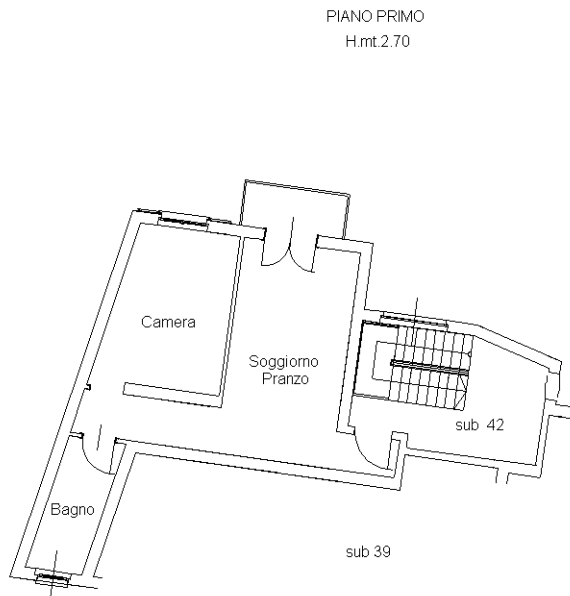 PIANO PRIMO
H.mt.2.70
Camera
Soggiorno
Pranzo
sub 42
Bagno
sub 39